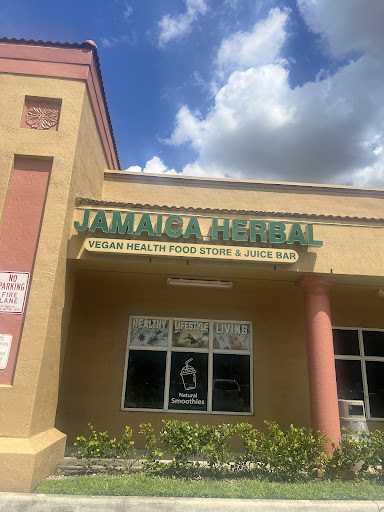 JAMAICA HERBAL
VEGAN HEALTH FOOD STORE & JUICE BAR
NO
PARKING
FIRE
LANE
HEALTHY LIFESTYLE LIVING
Natural
Smoothies